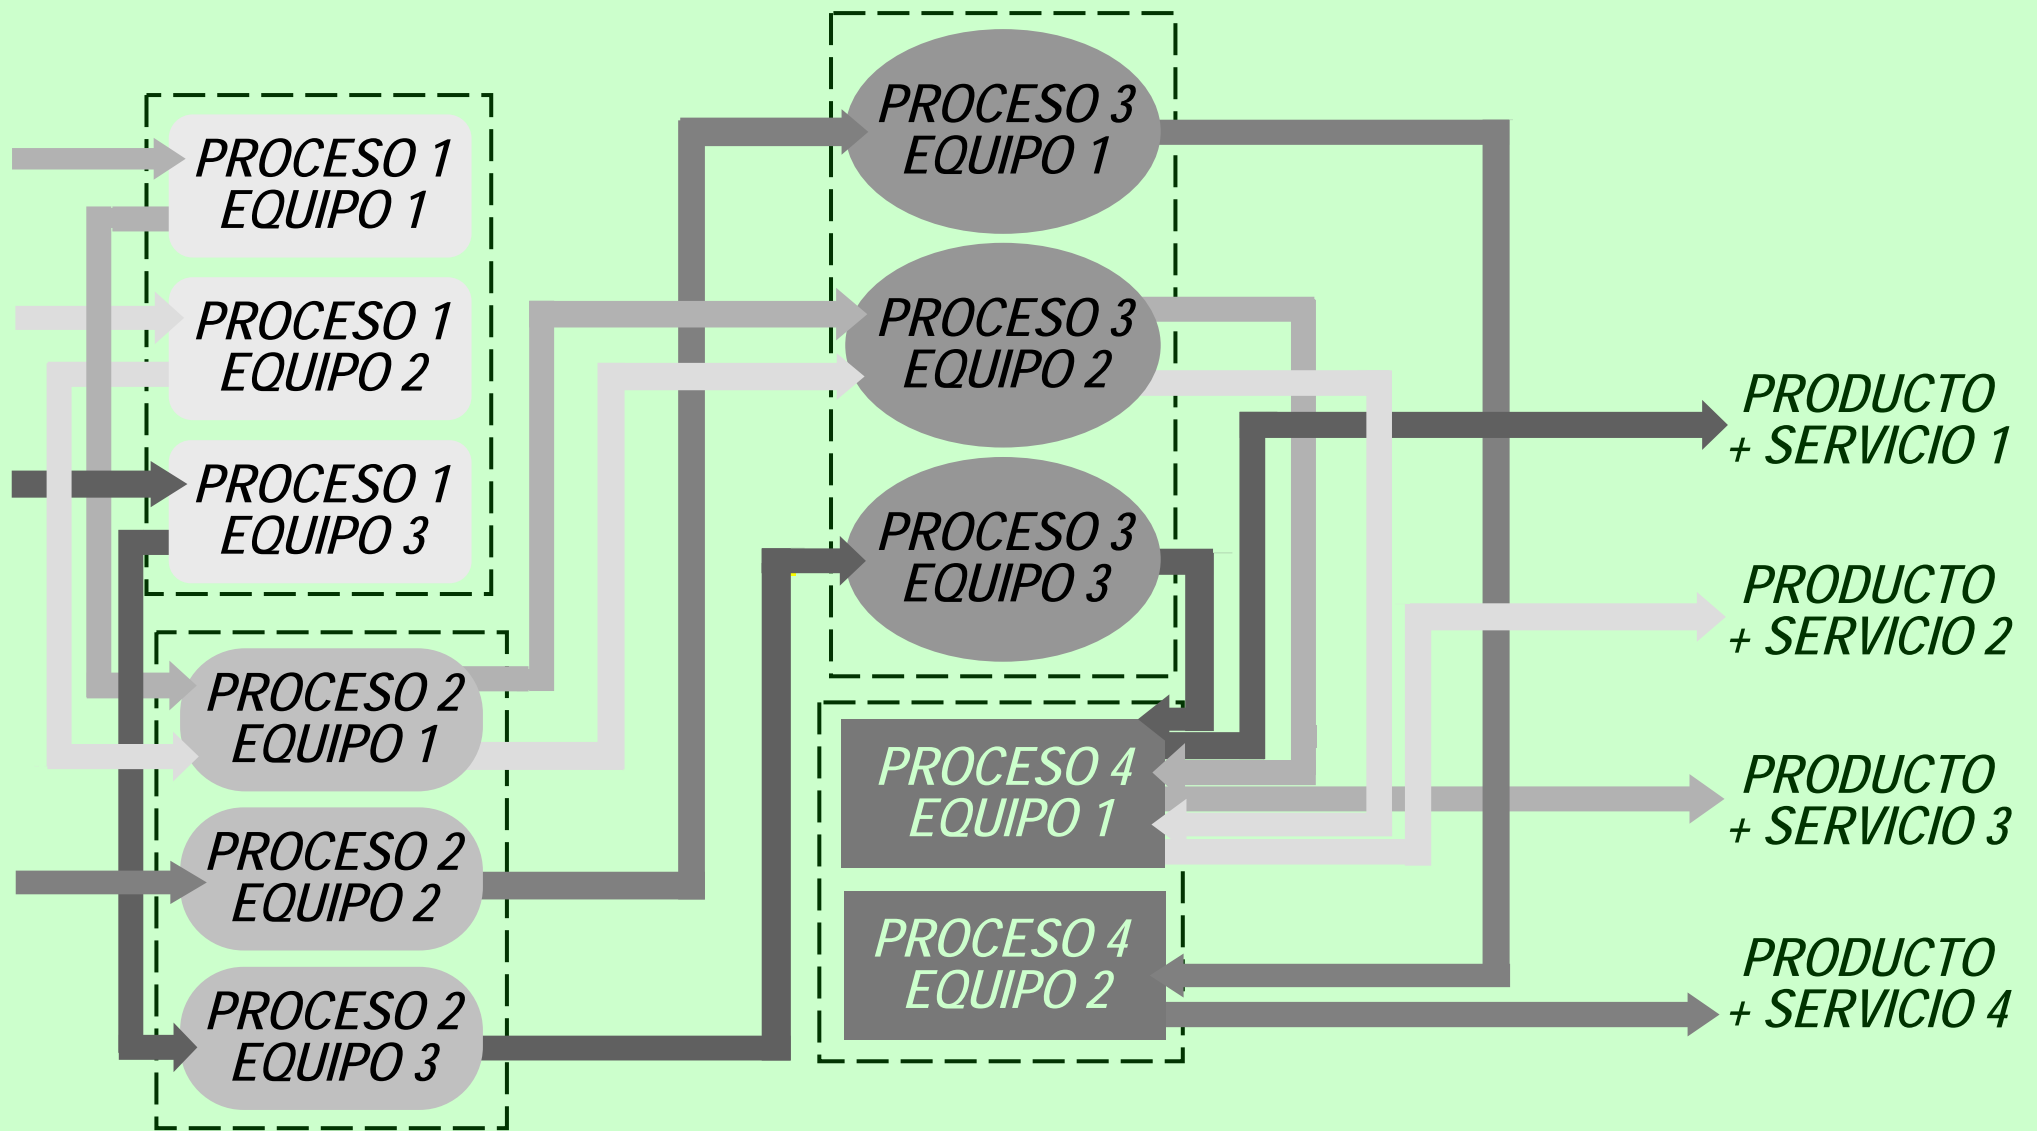 PROCESO 1
EQUIPO 1
PROCESO 1
EQUIPO 2
PROCESO 1
EQUIPO 3
PROCESO 2
EQUIPO 1
PROCESO 2
EQUIPO 2
PROCESO 2
EQUIPO 3
PROCESO 3
EQUIPO 1
PROCESO 3
EQUIPO 2
PROCESO 3
EQUIPO 3
PROCESO 4
EQUIPO 1
PROCESO 4
EQUIPO 2
PRODUCTO
+ SERVICIO 1
PRODUCTO
+ SERVICIO 2
PRODUCTO
+ SERVICIO 3
PRODUCTO
+ SERVICIO 4